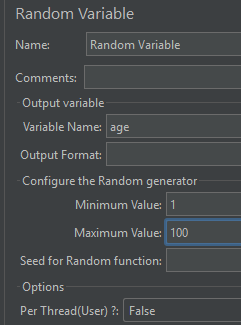 Random Variable
Name: Random Variable
Comments:
Output variable
Variable Name: age
Output Format:
Configure the Random generator
Minimum Value: 1
Maximum Value: 100
Seed for Random function:
Options
Per Thread(User) ?: False